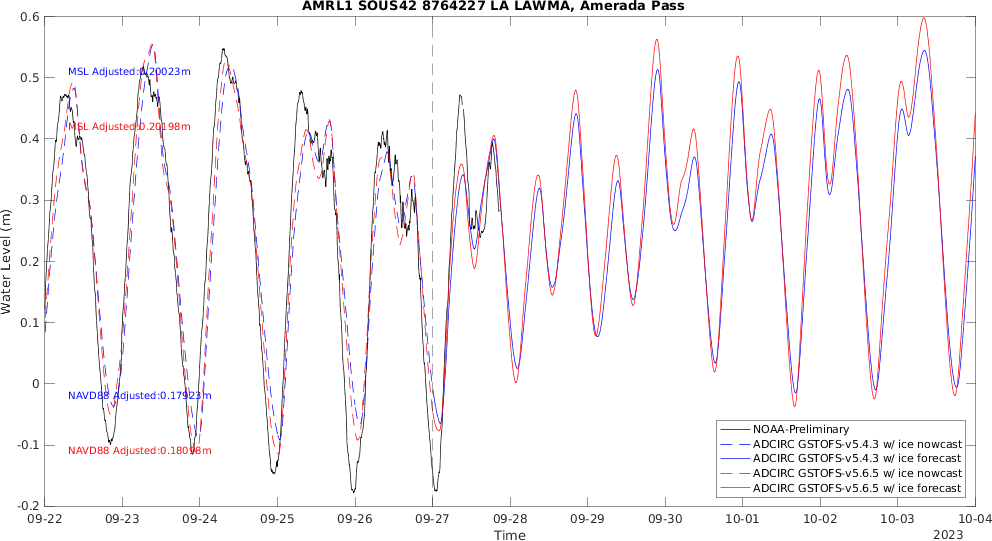 AMRL1 SOUS42 8764227 LA LAWMA, Amerada Pass
0.6
0.5
0.4
0.3
0.2
0.1
0
-0.1
-0.2
Water Level (m)
MSL Adjusted:0.20023m
MSL Adjusted:0.20198m
NAVD88 Adjusted:0.17923m
NAVD88 Adjusted:0.18098m
NOAA-Preliminary
ADCIRC GSTOFS-v5.4.3 w/ ice nowcast
ADCIRC GSTOFS-v5.4.3 w/ ice forecast
ADCIRC GSTOFS-v5.6.5 w/ ice nowcast
ADCIRC GSTOFS-v5.6.5 w/ ice forecast
09-22 09-23 09-24 09-25 09-26 09-27 09-28 09-29 09-30 10-01 10-02 10-03 10-04
Time
2023